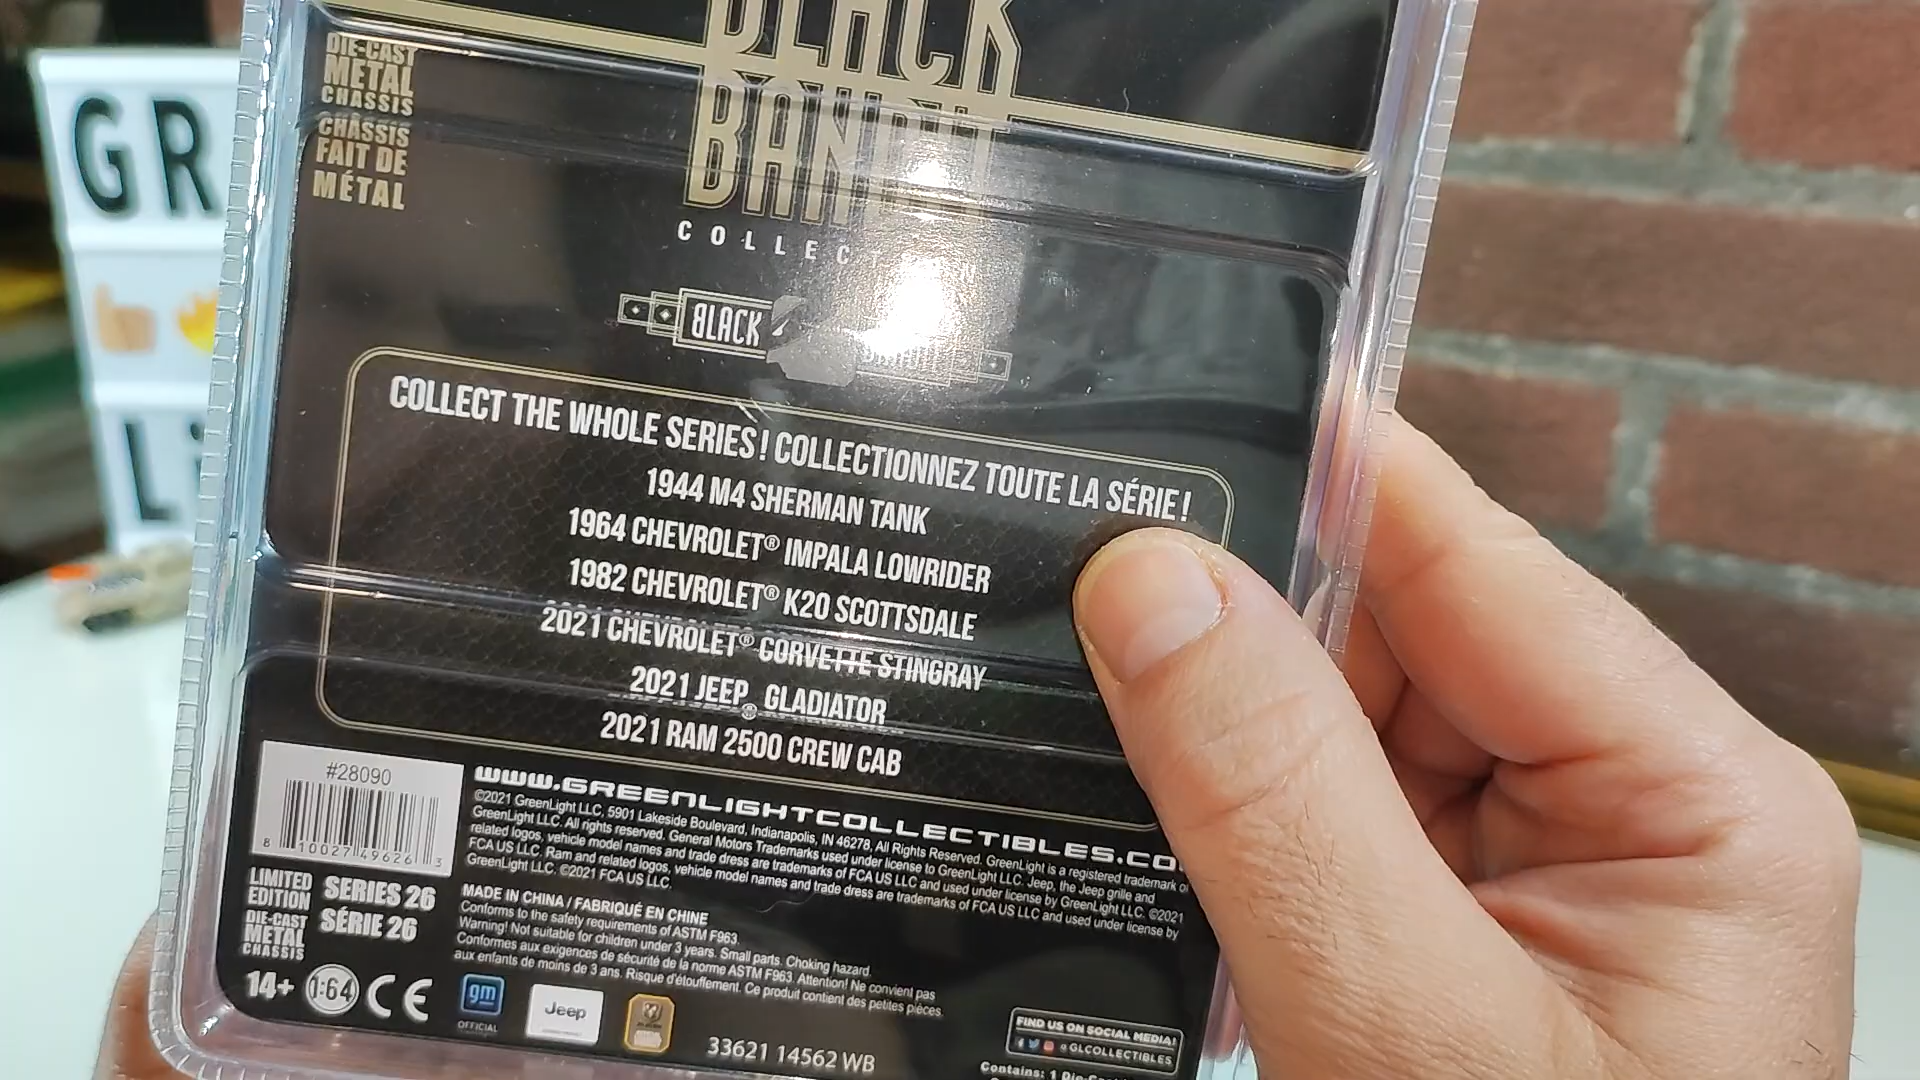 GR
Li
DIE-CAST
METAL
CHASSIS
CHÂSSIS
FAIT DE
MÉTAL
BLACK
BANDIT
COLLECTION
BLACK
COLLECT THE WHOLE SERIES! COLLECTIONNEZ TOUTE LA SÉRIE!
1944 M4 SHERMAN TANK
1964 CHEVROLET® IMPALA LOWRIDER
1982 CHEVROLET® K20 SCOTTSDALE
2021 CHEVROLET® CORVETTE STINGRAY
2021 JEEP® GLADIATOR
2021 RAM 2500 CREW CAB
#28090
8 10027 49626 3
WWW.GREENLIGHTCOLLECTIBLES.CO
©2021 GreenLight LLC, 5901 Lakeside Boulevard, Indianapolis, IN 46278, All Rights Reserved. GreenLight is a registered trademark of
GreenLight LLC. All rights reserved. General Motors Trademarks used under license to GreenLight LLC. Jeep, the Jeep grille and
related logos, vehicle model names and trade dress are trademarks of FCA US LLC and used under license by GreenLight LLC. ©2021
FCA US LLC. Ram and related logos, vehicle model names and trade dress are trademarks of FCA US LLC and used under license by
GreenLight LLC. ©2021 FCA US LLC.
LIMITED
EDITION
DIE-CAST
METAL
CHASSIS
SERIES 26
SÉRIE 26
MADE IN CHINA / FABRIQUÉ EN CHINE
Conforms to the safety requirements of ASTM F963.
Warning! Not suitable for children under 3 years. Small parts. Choking hazard.
Conformes aux exigences de sécurité de la norme ASTM F963. Attention! Ne convient pas
aux enfants de moins de 3 ans. Risque d'étouffement. Ce produit contient des petites pièces.
14+ 1:64 CE
gm
OFFICIAL
Jeep
33621 14562 WB
FIND US ON SOCIAL MEDIA!
@GLCOLLECTIBLES
Contains: 1 Die-Cast